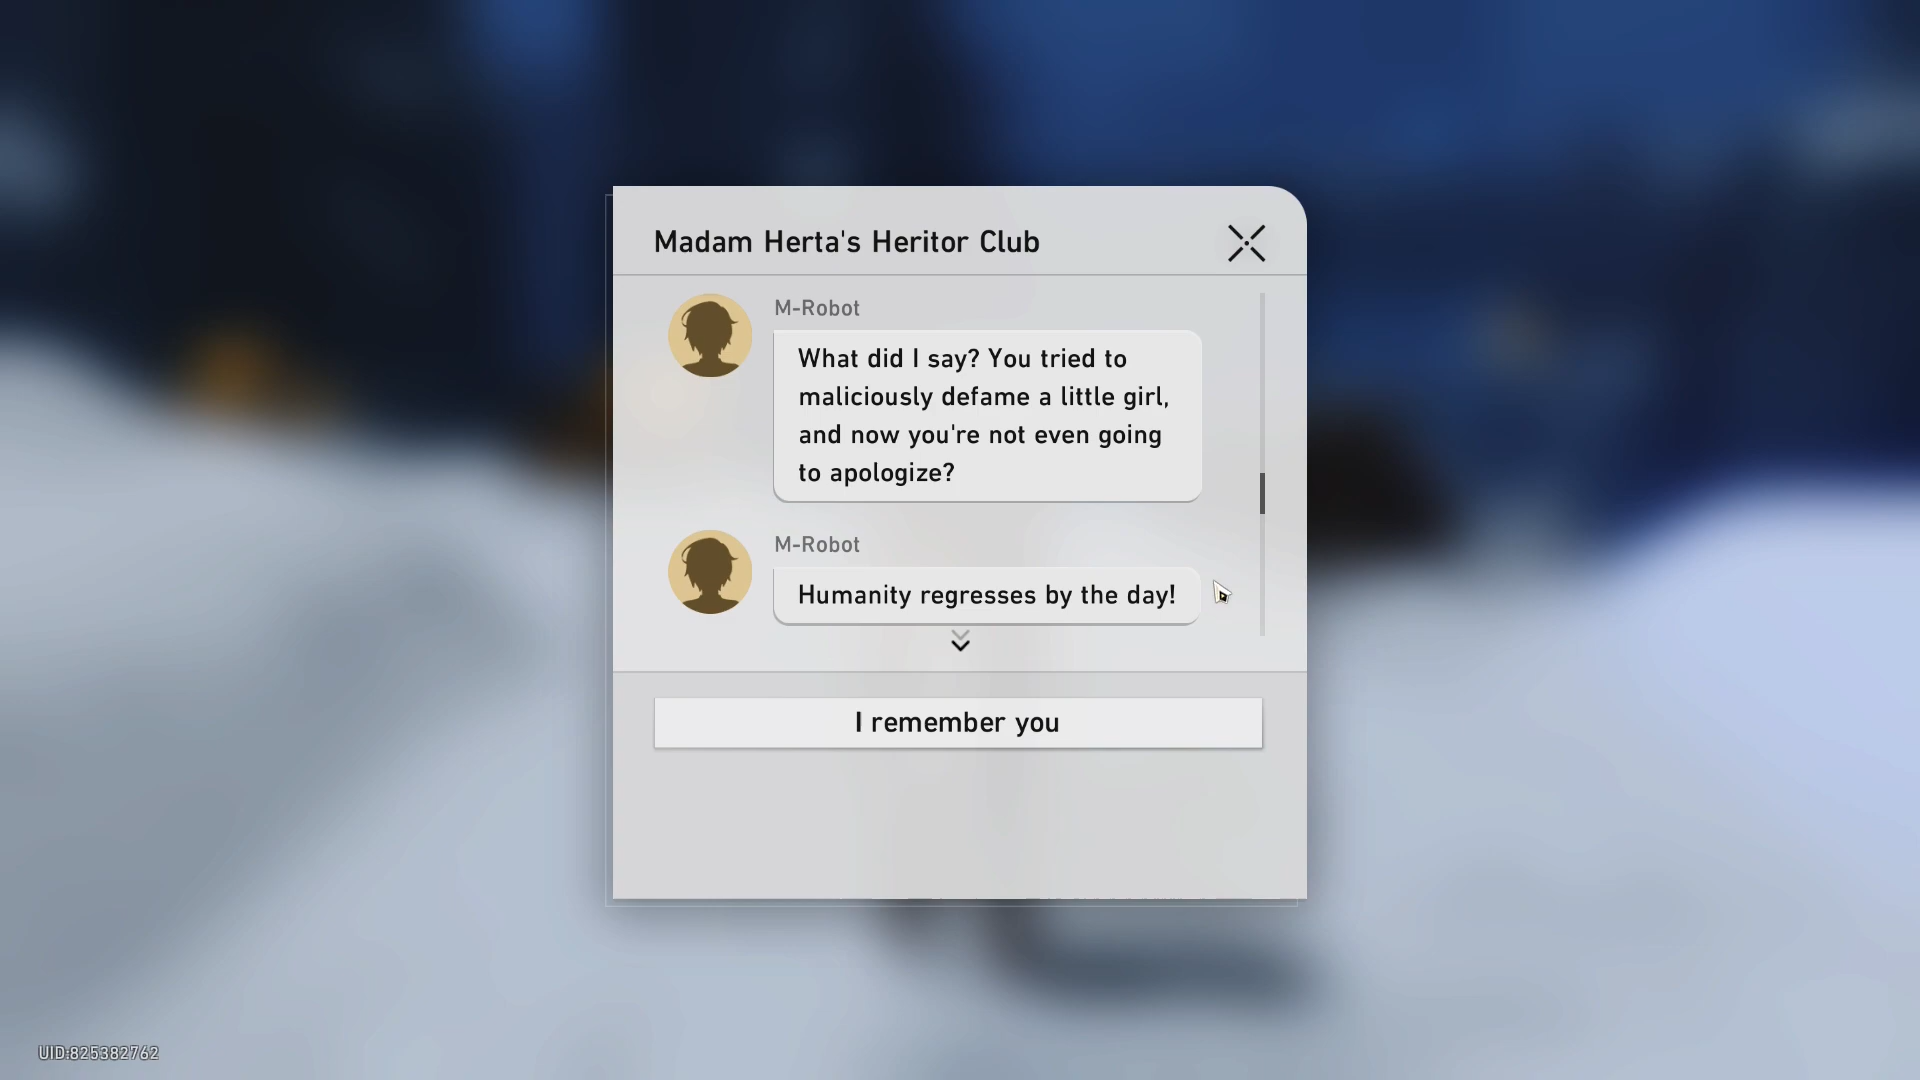 Madam Herta's Heritor Club
M-Robot
What did I say? You tried to
maliciously defame a little girl,
and now you're not even going
to apologize?
M-Robot
Humanity regresses by the day!
I remember you
UID:825382762